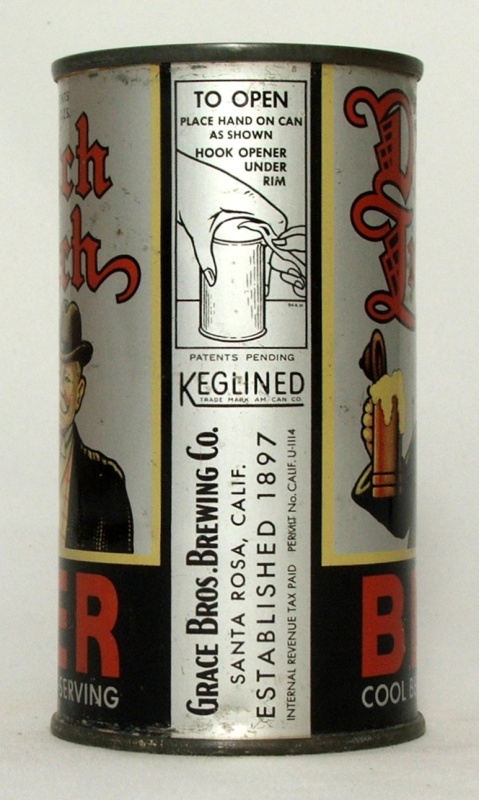 TO OPEN
PLACE HAND ON CAN
AS SHOWN
HOOK OPENER
UNDER
RIM
PATENTS PENDING
KEGLINED
TRADE MARK AM. CAN CO.
GRACE BROS. BREWING CO.
SANTA ROSA, CALIF.
ESTABLISHED 1897
INTERNAL REVENUE TAX PAID PERMIT No. CALIF. U-1114
ch
ch
ER
SERVING
D
L
B
COOL B